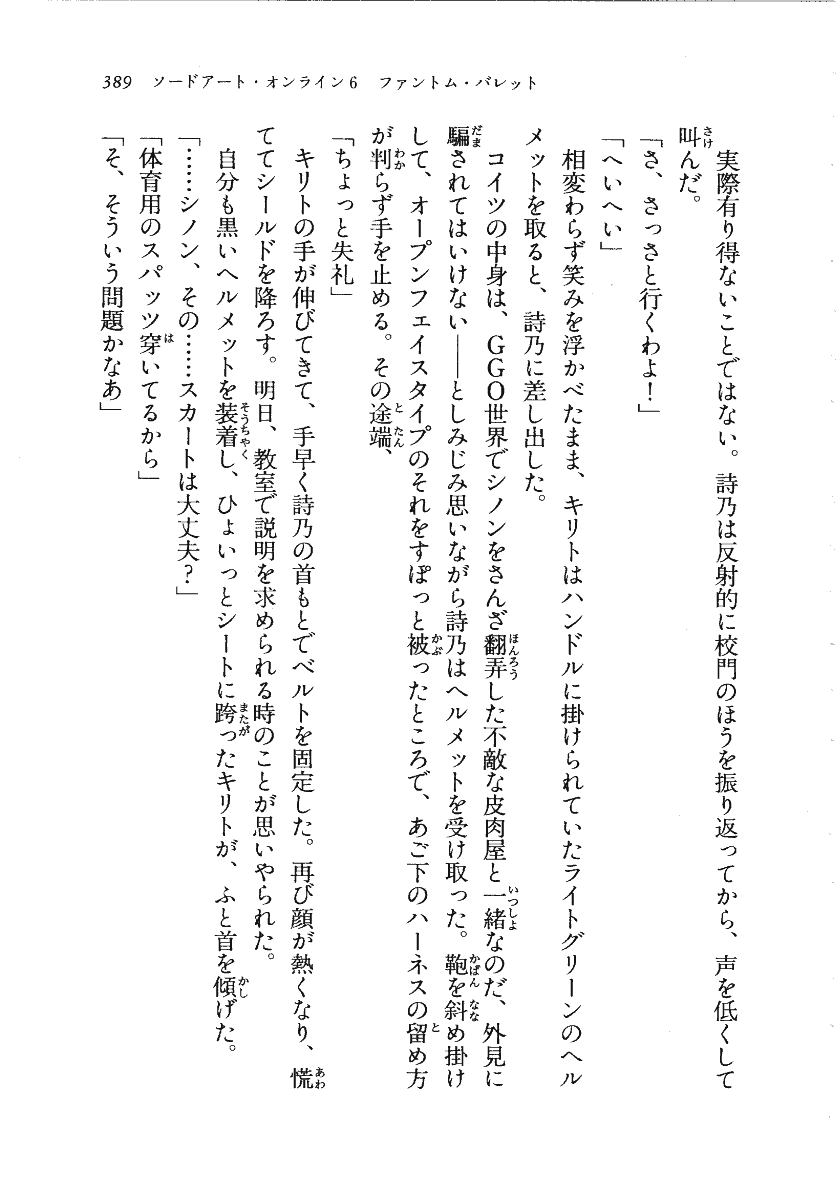 389 ソードアート・オンライン6 ファントム・バレット
実際有り得ないことではない。詩乃は反射的に校門のほうを振り返ってから、声を低くして
叫んだ。
「さ、さっさと行くわよ！」
「へいへい」
相変わらず笑みを浮かべたまま、キリトはハンドルに掛けられていたライトグリーンのヘル
メットを取ると、詩乃に差し出した。
コイツの中身は、ＧＧＯ世界でシノンをさんざ翻弄した不敵な皮肉屋と一緒なのだ、外見に
騙されてはいけない――としみじみ思いながら詩乃はヘルメットを受け取った。鞄を斜め掛け
して、オープンフェイスタイプのそれをすぽっと被ったところで、あご下のハーネスの留め方
が判らず手を止める。その途端、
「ちょっと失礼」
キリトの手が伸びてきて、手早く詩乃の首もとでベルトを固定した。再び顔が熱くなり、慌
ててシールドを降ろす。明日、教室で説明を求められる時のことが思いやられた。
自分も黒いヘルメットを装着し、ひょいっとシートに跨ったキリトが、ふと首を傾げた。
「……シノン、その……スカートは大丈夫？」
「体育用のスパッツ穿いてるから」
「そ、そういう問題かなあ」